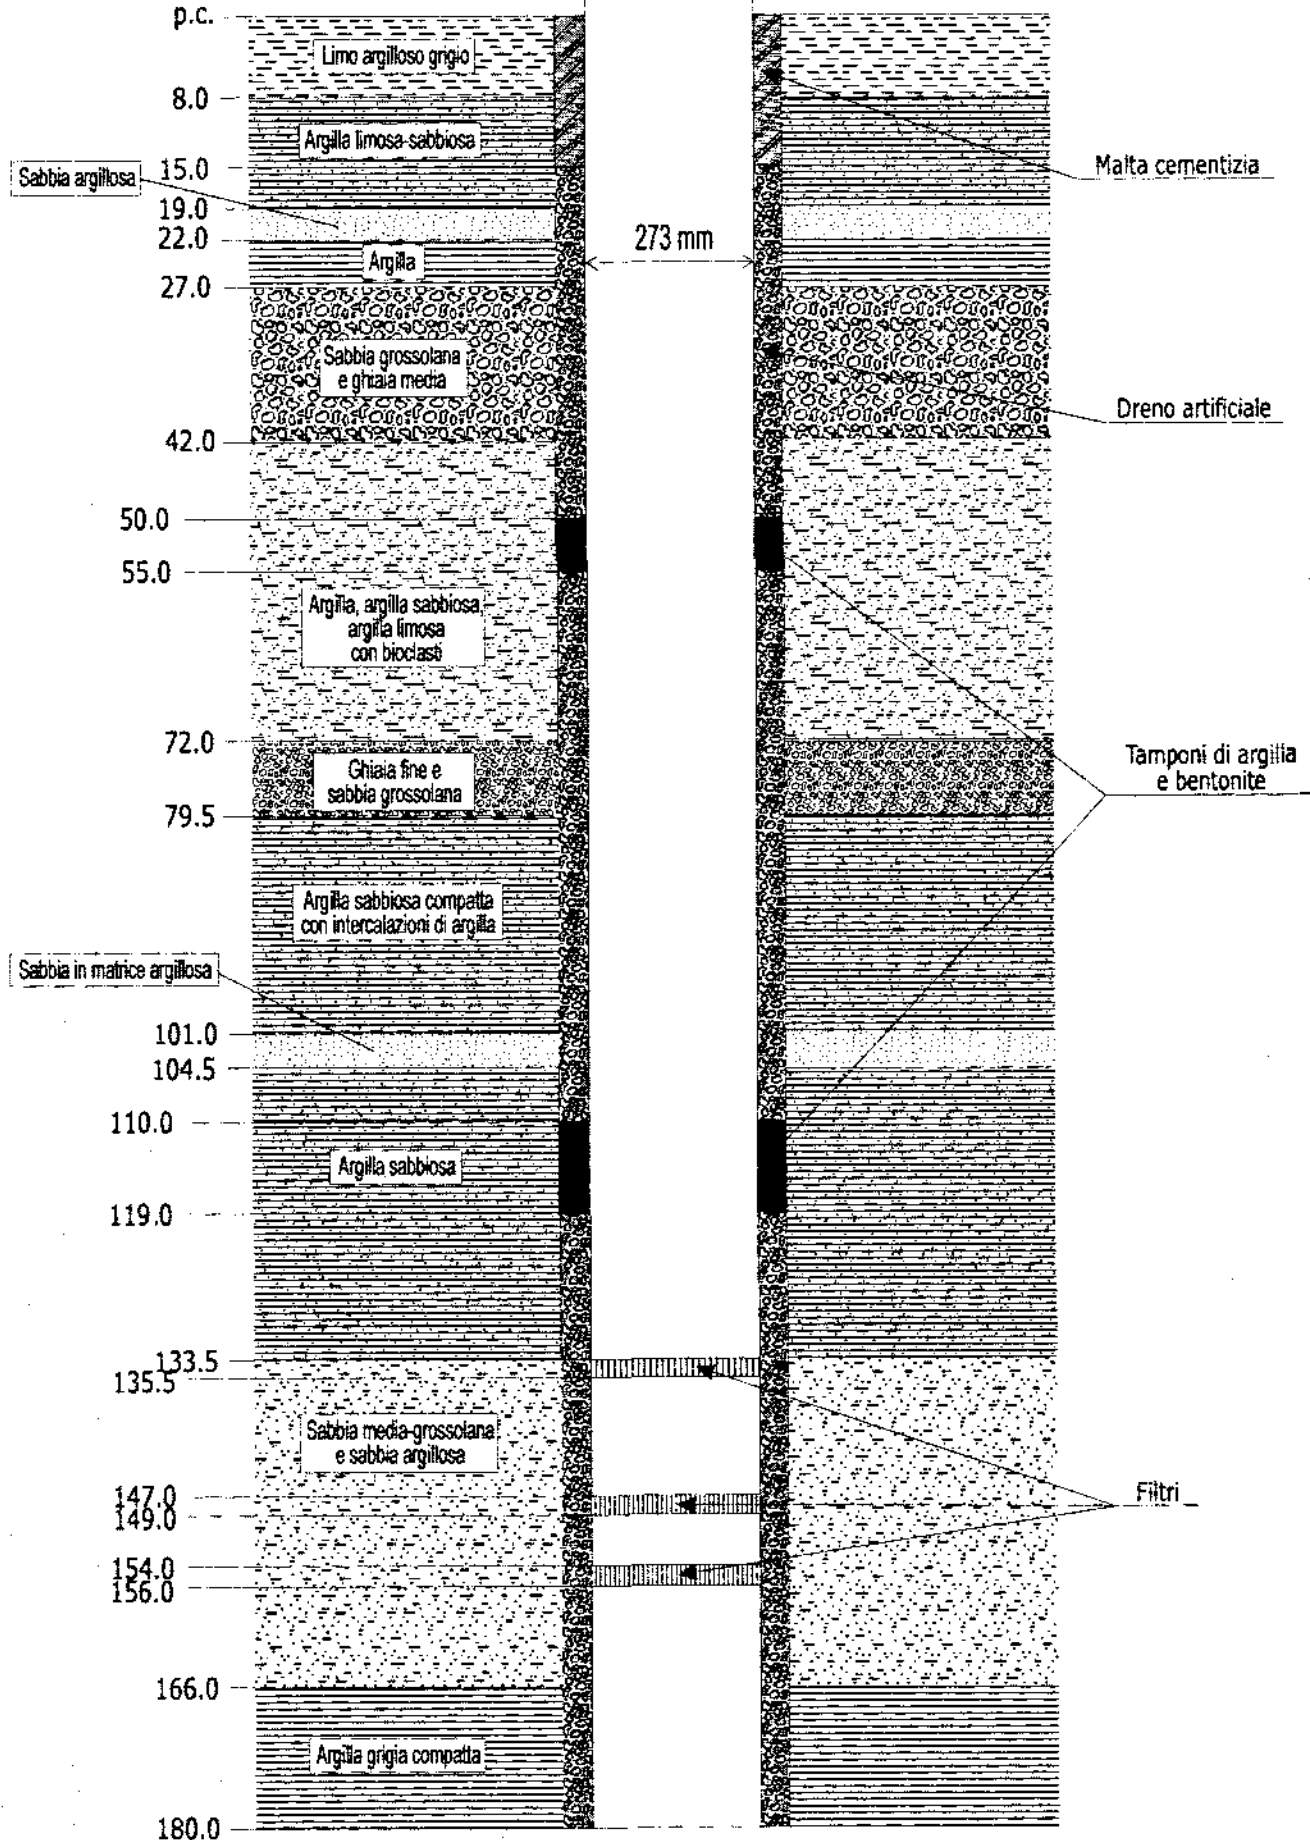 p.c.
Limo argilloso grigio
8.0
Argilla limosa-sabbiosa
15.0
Malta cementizia
Sabbia argillosa
19.0
22.0
273 mm
Argilla
27.0
Sabbia grossolana
e ghiaia media
Dreno artificiale
42.0
50.0
55.0
Argilla, argilla sabbiosa,
argilla limosa
con bioclasti
72.0
Ghiaia fine e
sabbia grossolana
Tamponi di argilla
e bentonite
79.5
Argilla sabbiosa compatta
con intercalazioni di argilla
Sabbia in matrice argillosa
101.0
104.5
110.0
Argilla sabbiosa
119.0
133.5
135.5
Sabbia media-grossolana
e sabbia argillosa
147.0
Filtri
149.0
154.0
156.0
166.0
Argilla grigia compatta
180.0